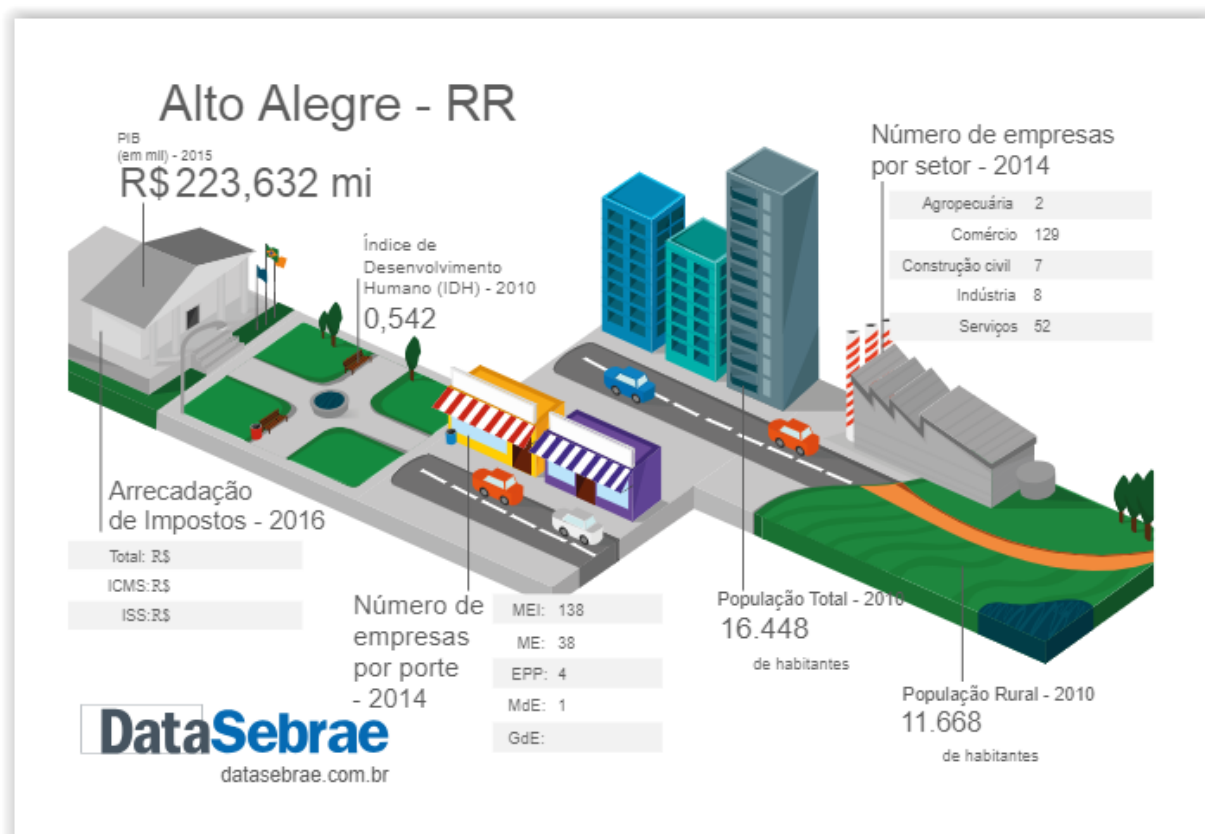 Alto Alegre - RR
PIB
(em mil) - 2015
R$ 223,632 mi
Índice de
Desenvolvimento
Humano (IDH) - 2010
0,542
Número de empresas
por setor - 2014
Agropecuária 2
Comércio 129
Construção civil 7
Indústria 8
Serviços 52
Arrecadação
de Impostos - 2016
Total: R$
ICMS:R$
ISS:R$
Número de
empresas
por porte
- 2014
MEI: 138
ME: 38
EPP: 4
MdE: 1
GdE:
População Total - 2010
16.448
de habitantes
População Rural - 2010
11.668
de habitantes
DataSebrae
datasebrae.com.br